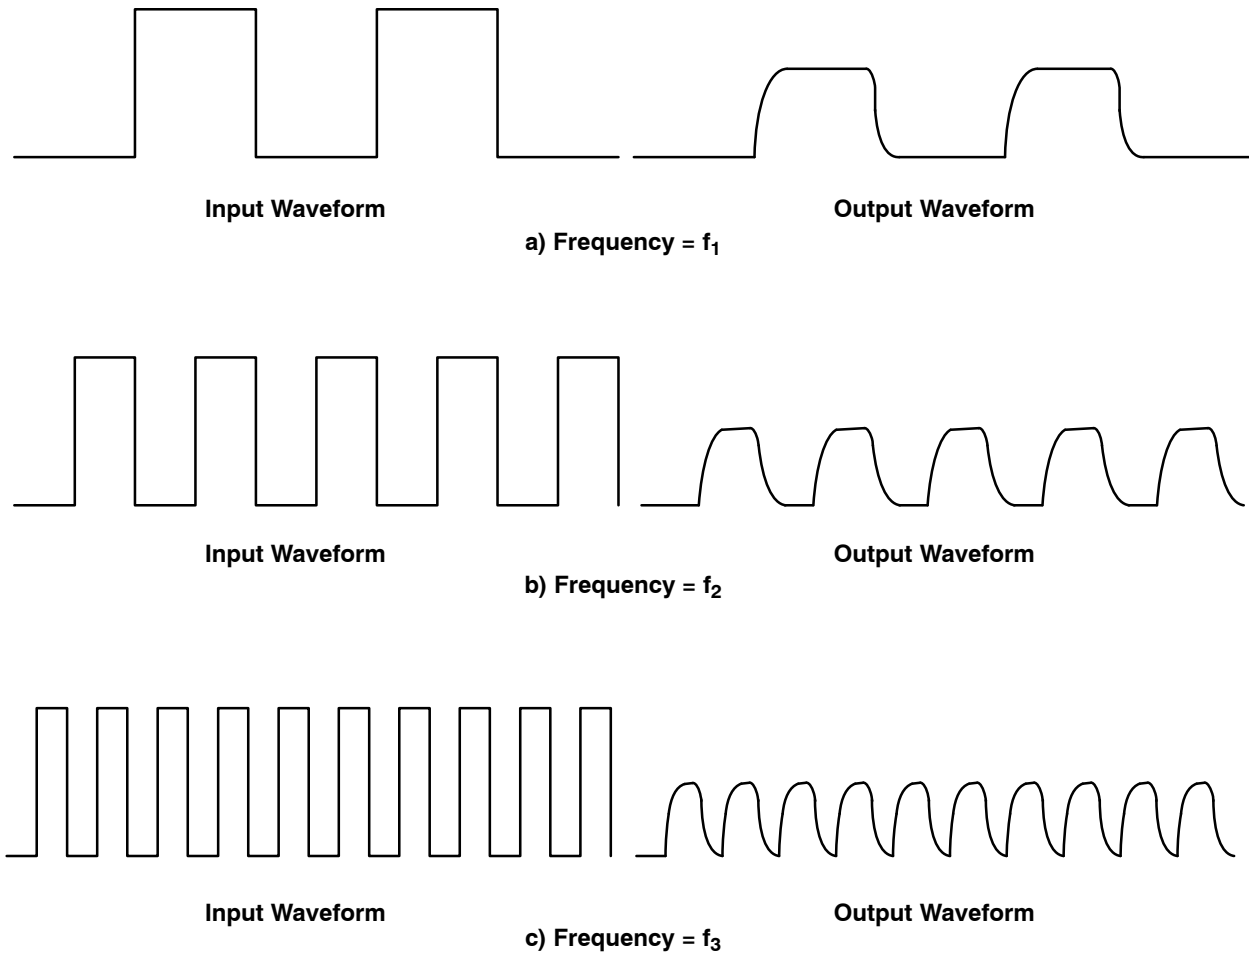 Input Waveform
Output Waveform
a) Frequency = f1
Input Waveform
Output Waveform
b) Frequency = f2
Input Waveform
Output Waveform
c) Frequency = f3